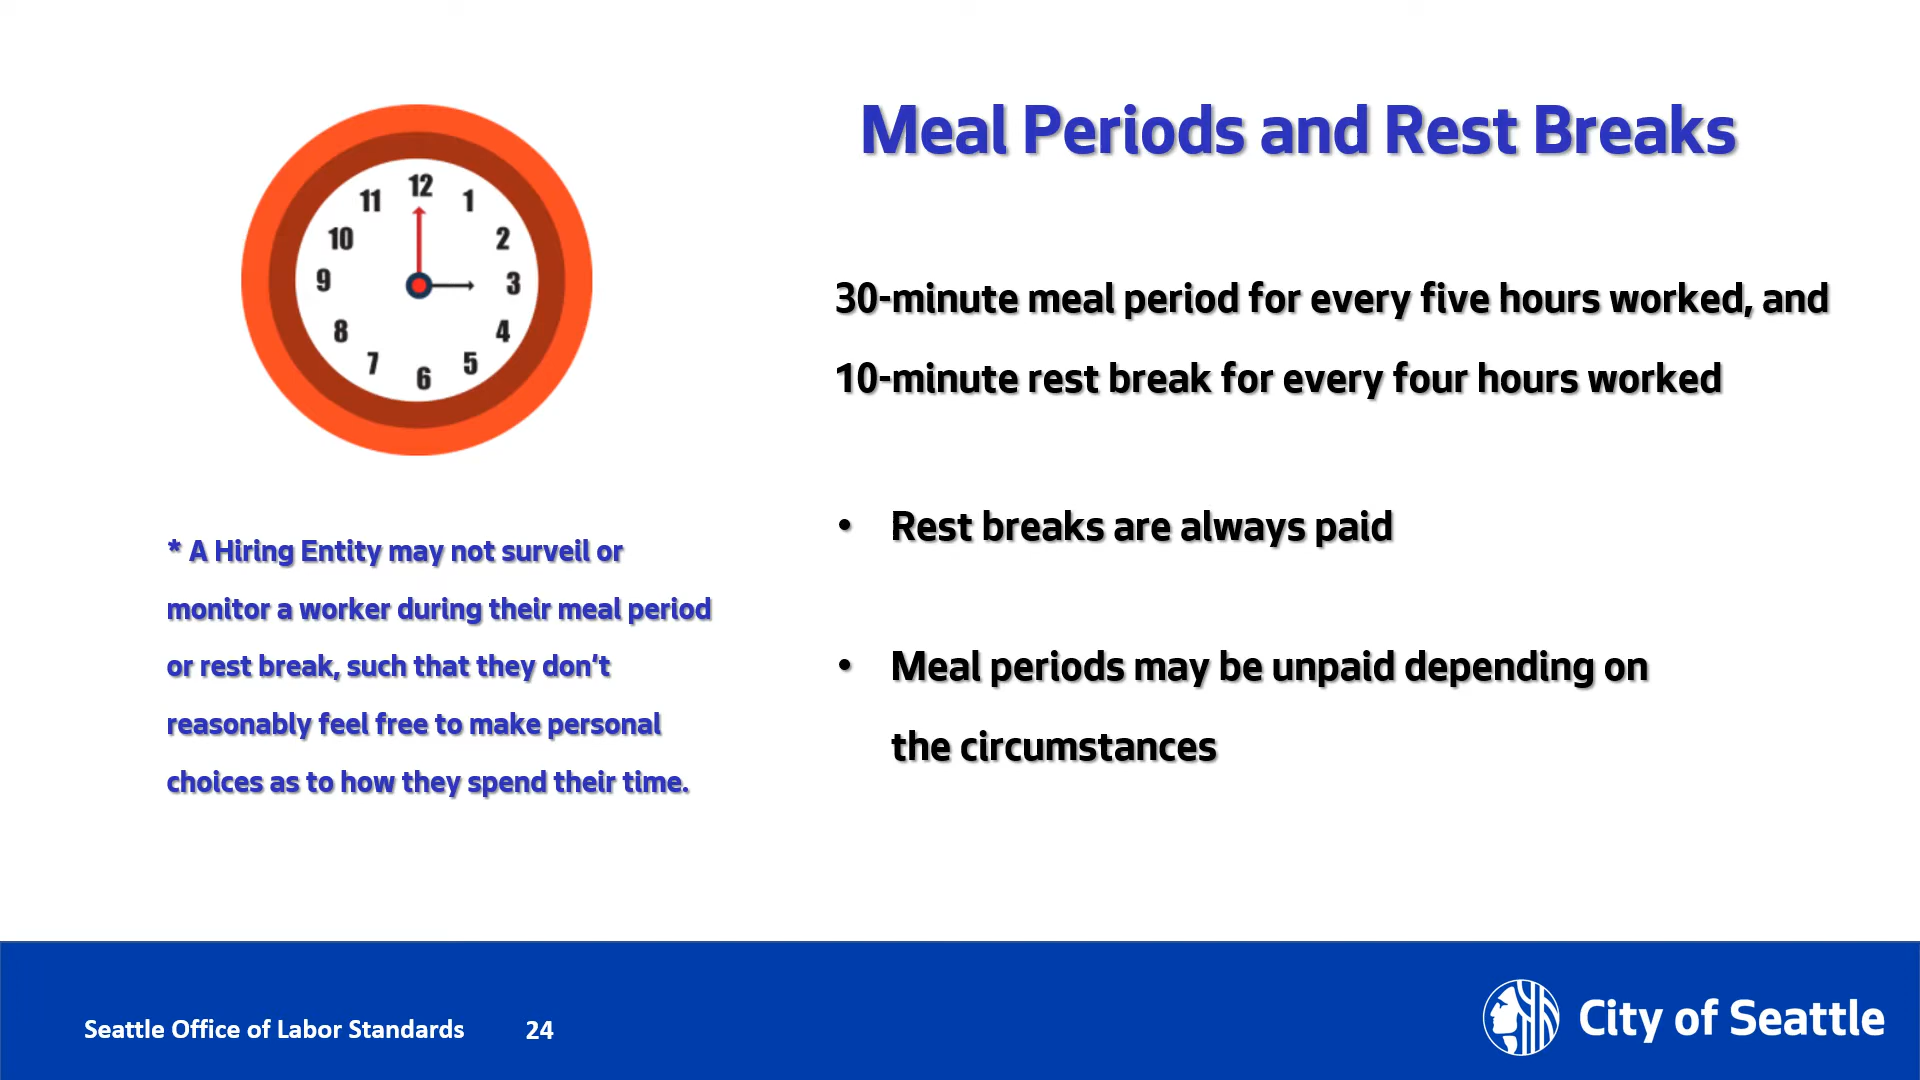 Meal Periods and Rest Breaks
12
11
1
10
2
9
3
8
4
7
5
6
30-minute meal period for every five hours worked, and
10-minute rest break for every four hours worked
• Rest breaks are always paid
• Meal periods may be unpaid depending on
the circumstances
* A Hiring Entity may not surveil or
monitor a worker during their meal period
or rest break, such that they don't
reasonably feel free to make personal
choices as to how they spend their time.
Seattle Office of Labor Standards 24
City of Seattle